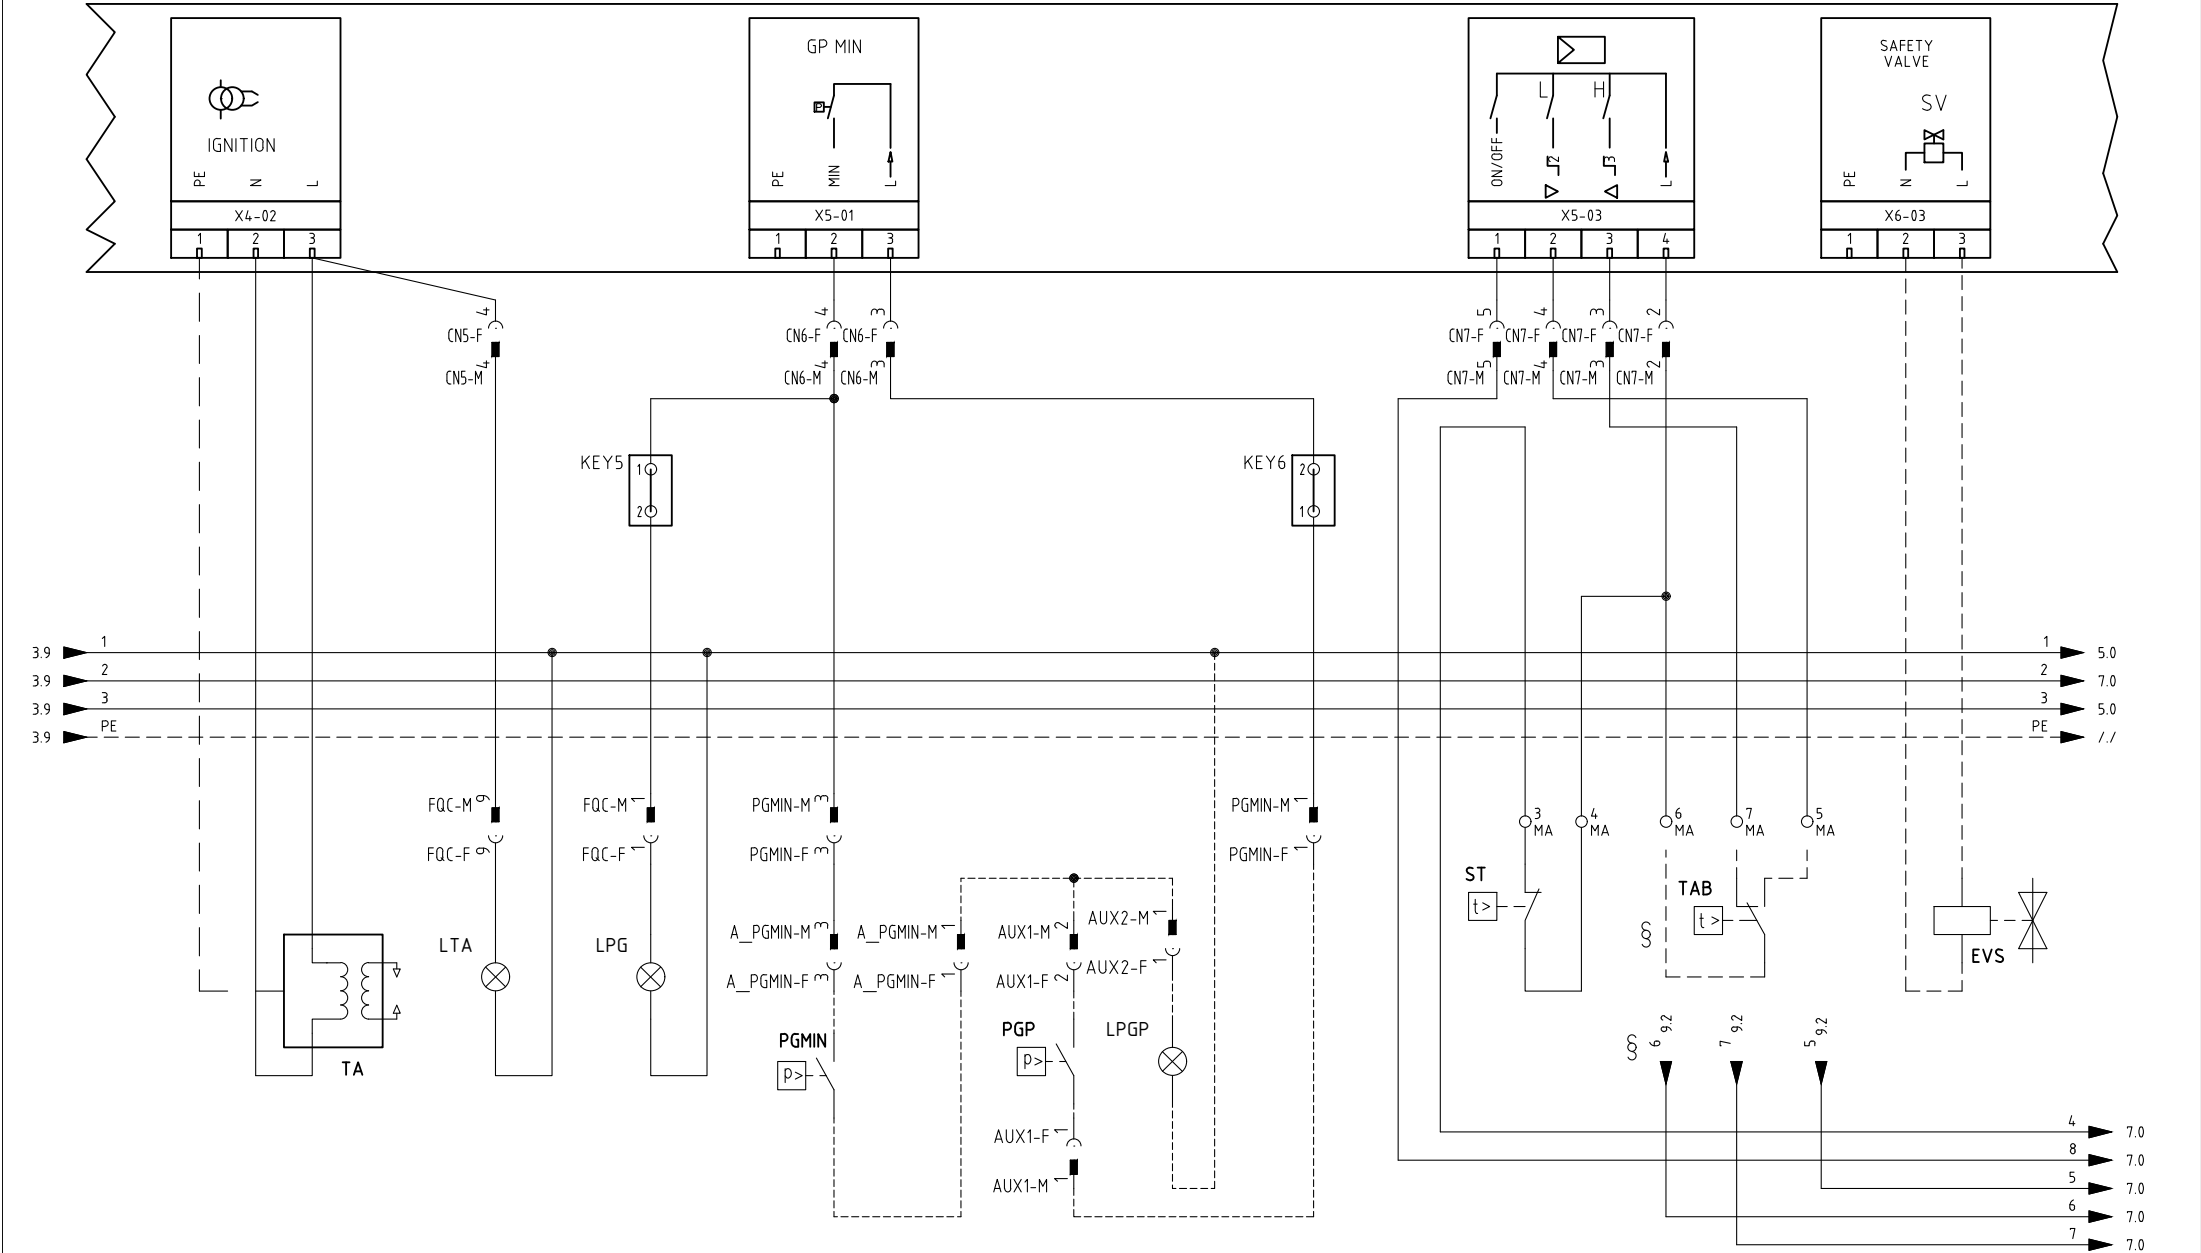 GP MIN
SAFETY
VALVE
SV
L H
IGNITION
PE N L
PE MIN L
P
ON/OFF 2 3 L
PE N L
X4-02
X5-01
X5-03
X6-03
1 2 3
1 2 3
1 2 3 4
1 2 3
4 4 3 5 4 3 2
CN5-F CN6-F CN6-F CN7-F CN7-F CN7-F CN7-F
4 4 3 5 4 3 2
CN5-M CN6-M CN6-M CN7-M CN7-M CN7-M CN7-M
KEY5 1
2
KEY6 2
1
3.9 1 1 5.0
3.9 2 2 7.0
3.9 3 3 5.0
3.9 PE PE /./
FQC-M 9 FQC-M 1 PGMIN-M 3 PGMIN-M 1
FQC-F 9 FQC-F 1 PGMIN-F 3 PGMIN-F 1
3 4 6 7 5
MA MA MA MA MA
ST
t>
TAB
t>
§
A_PGMIN-M 3 A_PGMIN-M 1 AUX1-M 2 AUX2-M 1
A_PGMIN-F 3 A_PGMIN-F 1 AUX1-F 2 AUX2-F 1
LTA
LPG
EVS
PGMIN
P>
PGP
P>
LPGP
TA
§ 6 9.2 7 9.2 5 9.2
AUX1-F 1
AUX1-M 1
4 7.0
8 7.0
5 7.0
6 7.0
7 7.0